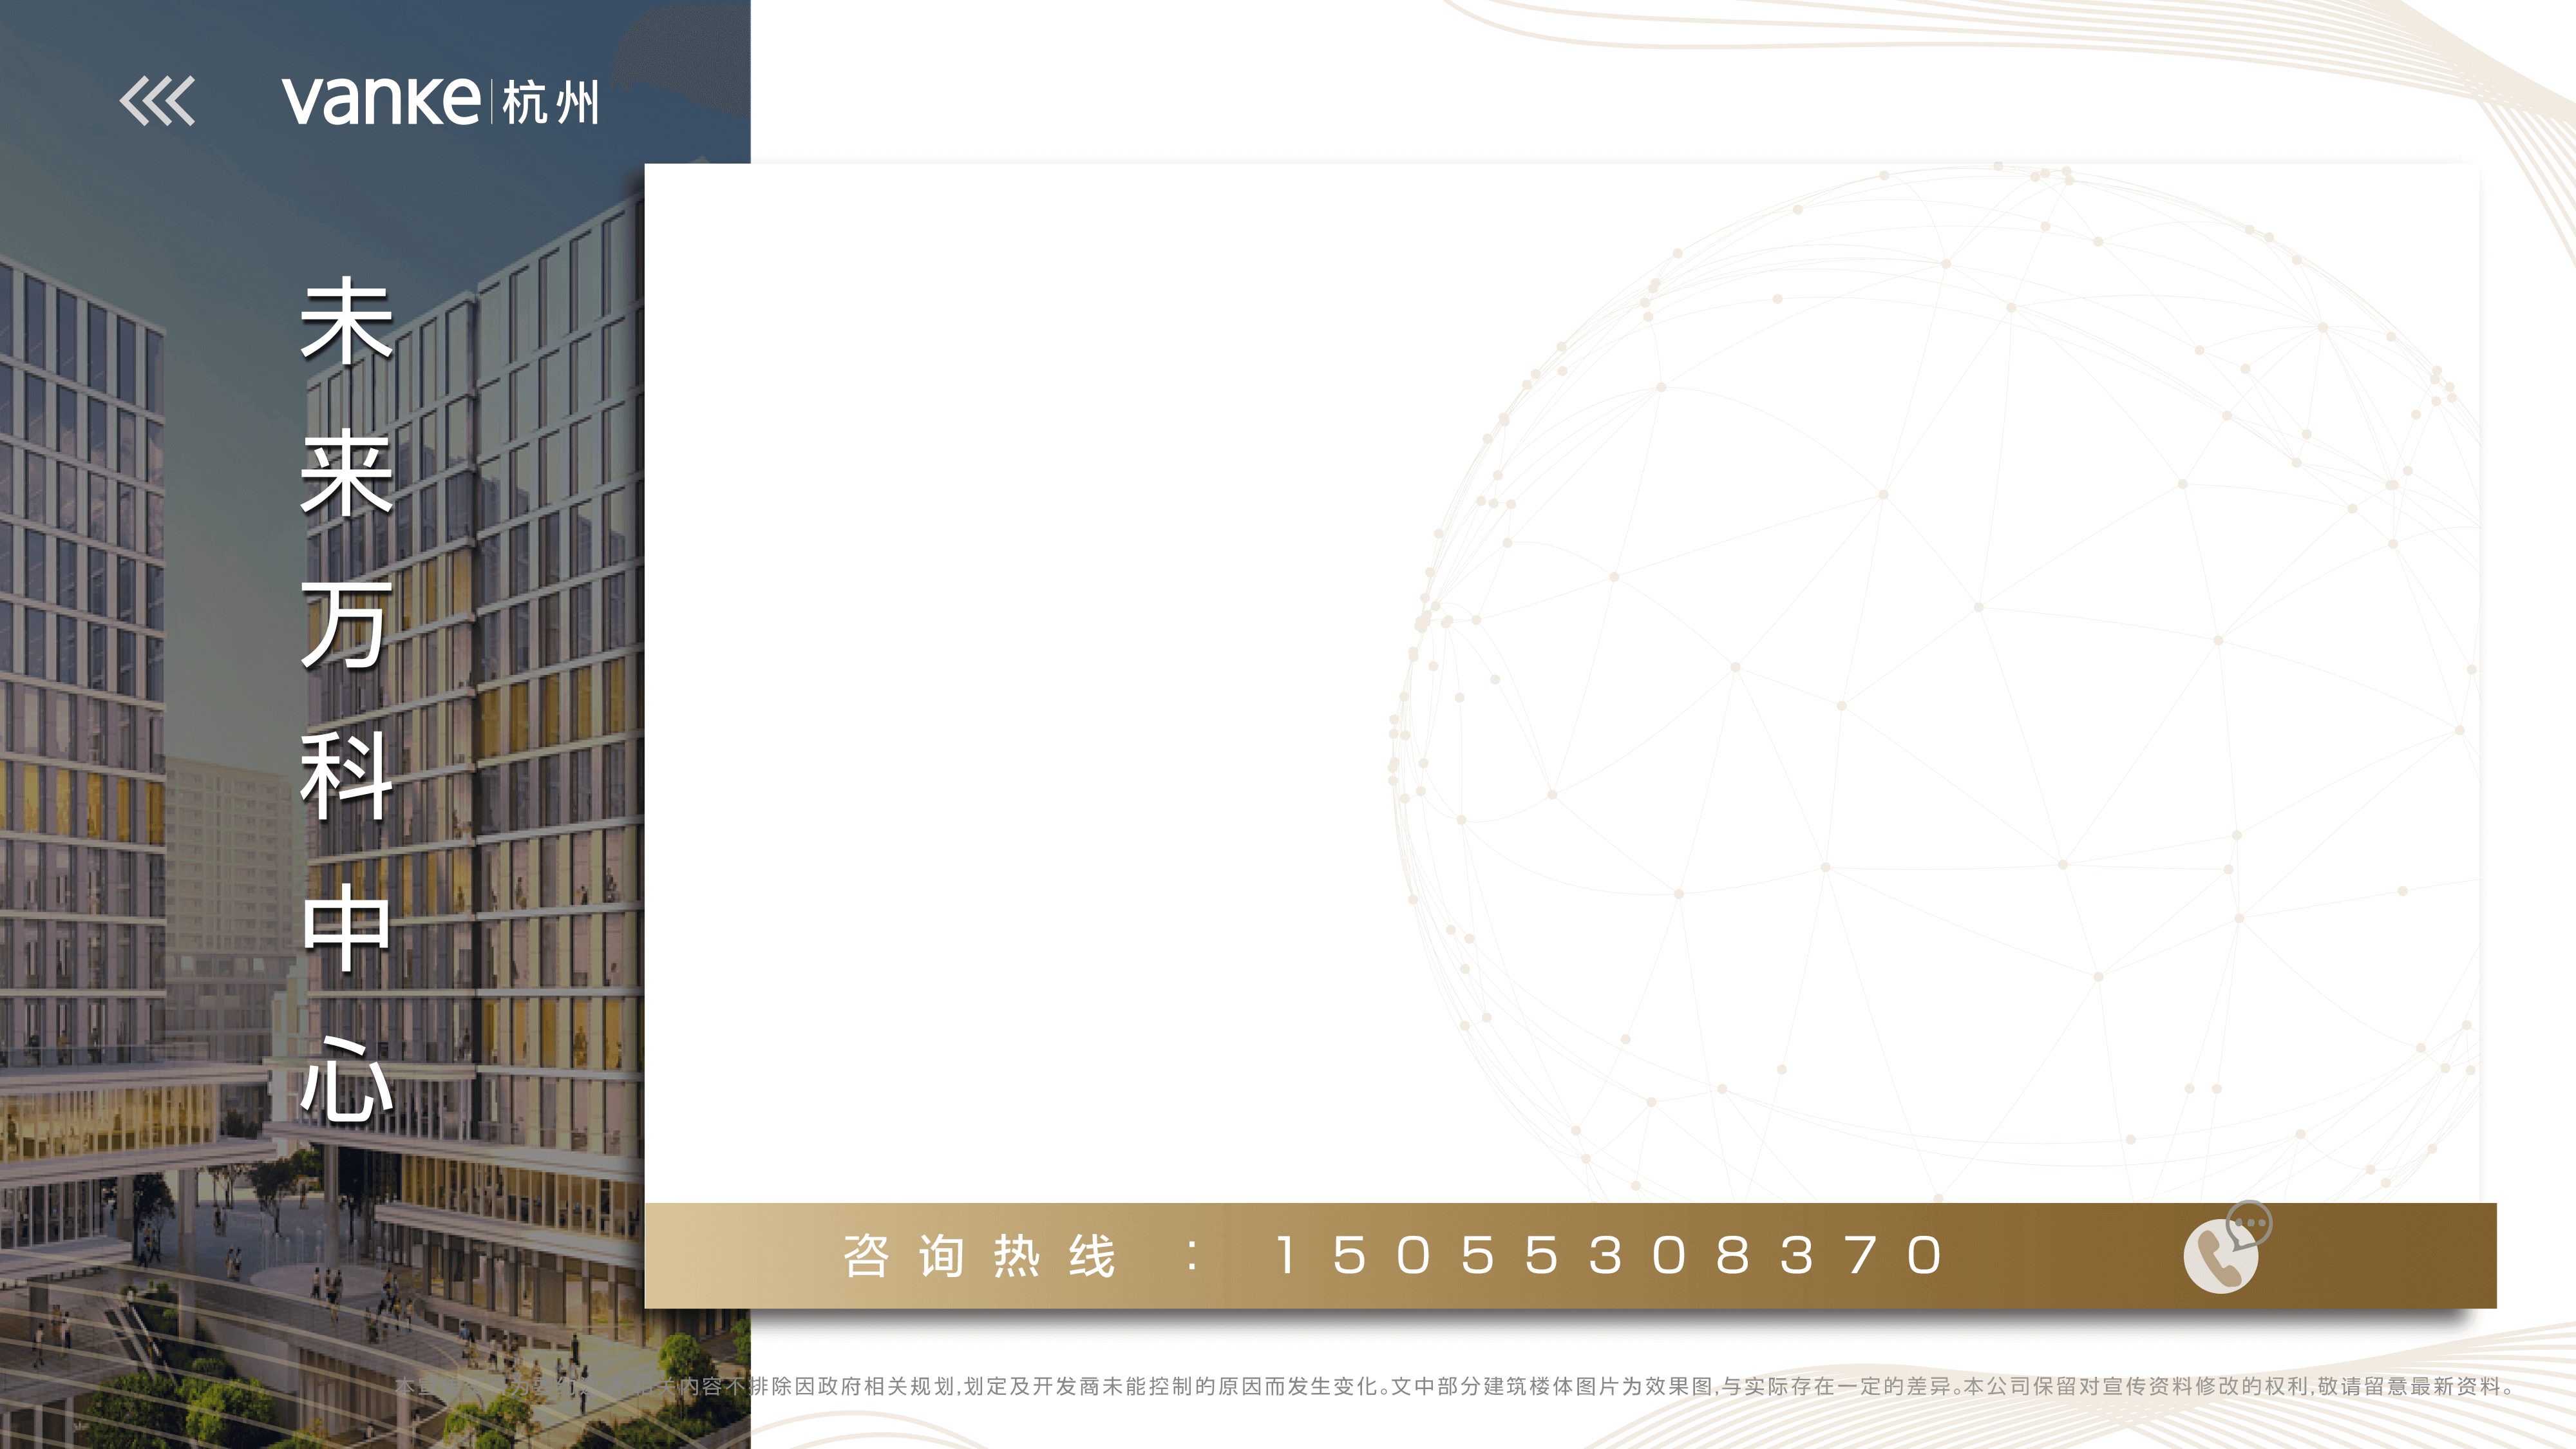 vanke 杭州
未来万科中心
咨询热线 : 15055308370
相关内容不排除因政府相关规划,划定及开发商未能控制的原因而发生变化。文中部分建筑楼体图片为效果图,与实际存在一定的差异。本公司保留对宣传资料修改的权利,敬请留意最新资料。